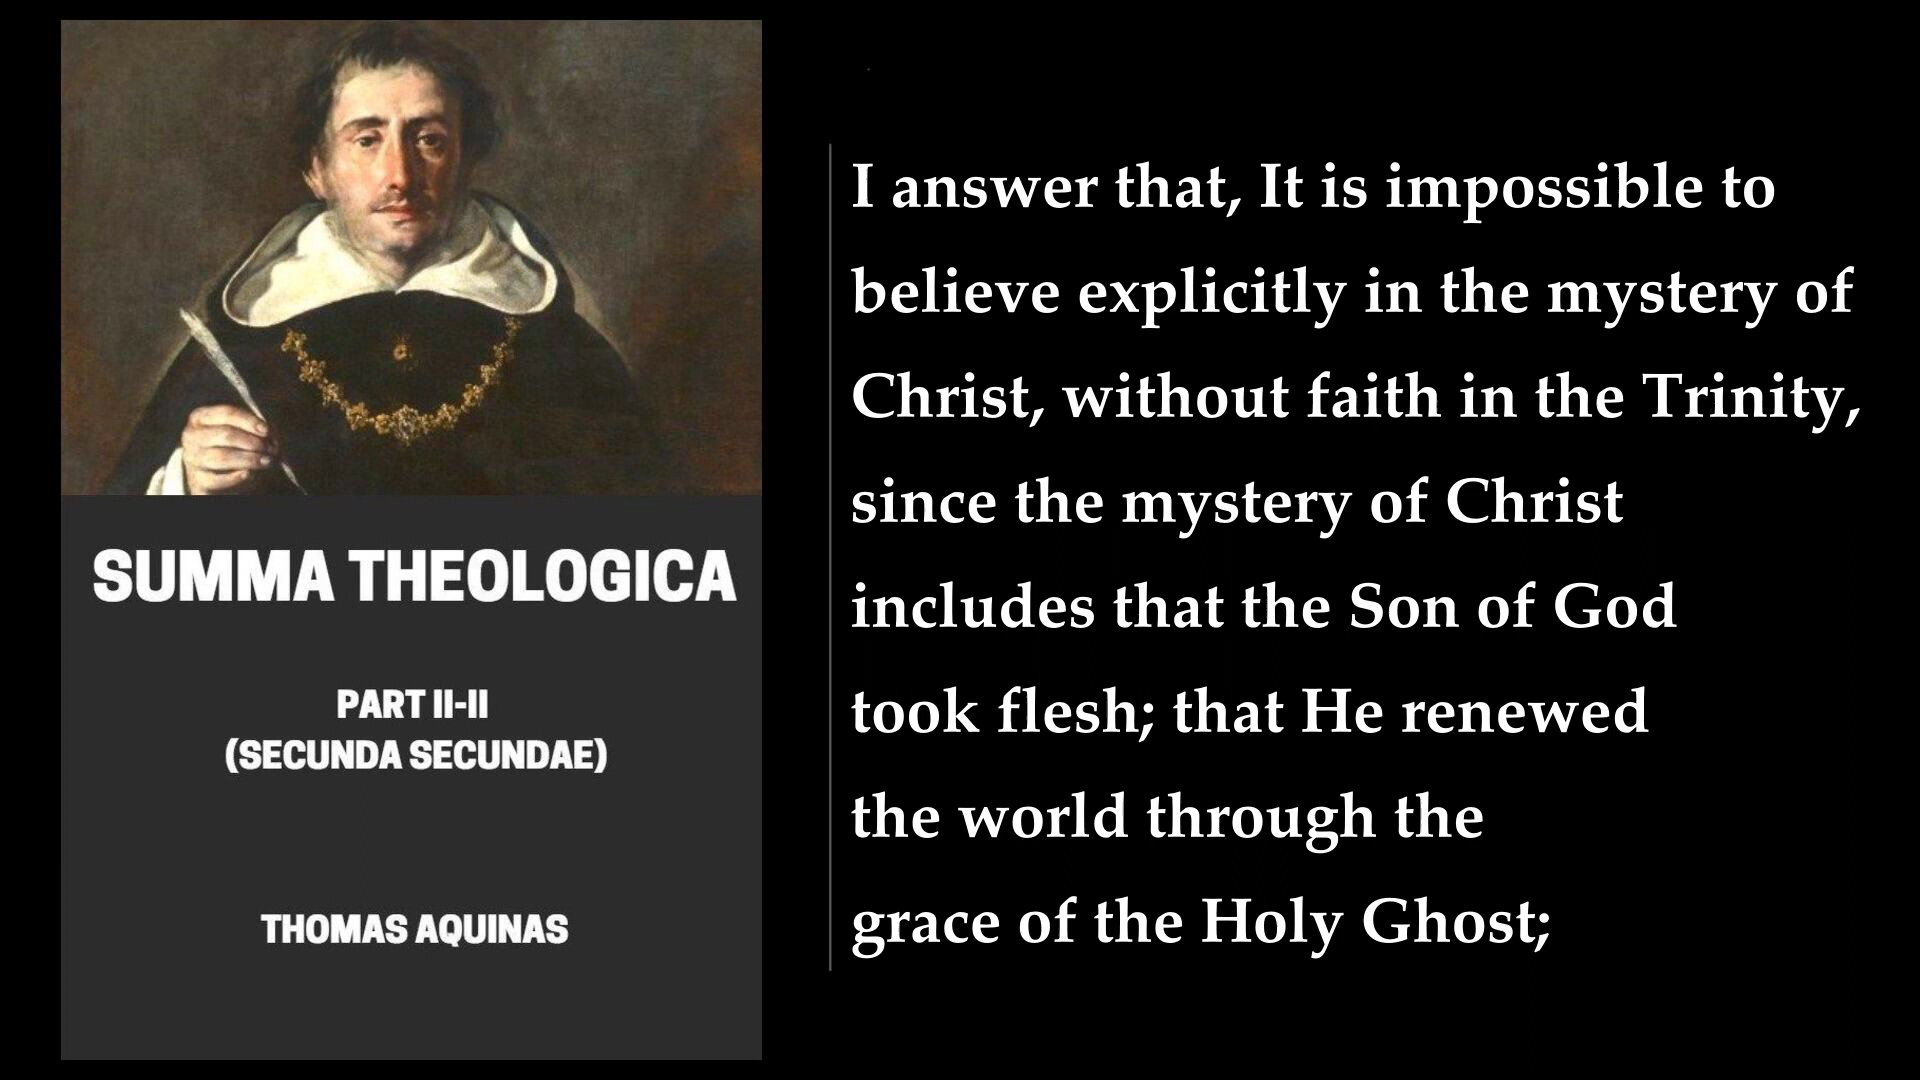 SUMMA THEOLOGICA
PART II-II
(SECUNDA SECUNDAE)
THOMAS AQUINAS
I answer that, It is impossible to
believe explicitly in the mystery of
Christ, without faith in the Trinity,
since the mystery of Christ
includes that the Son of God
took flesh; that He renewed
the world through the
grace of the Holy Ghost;